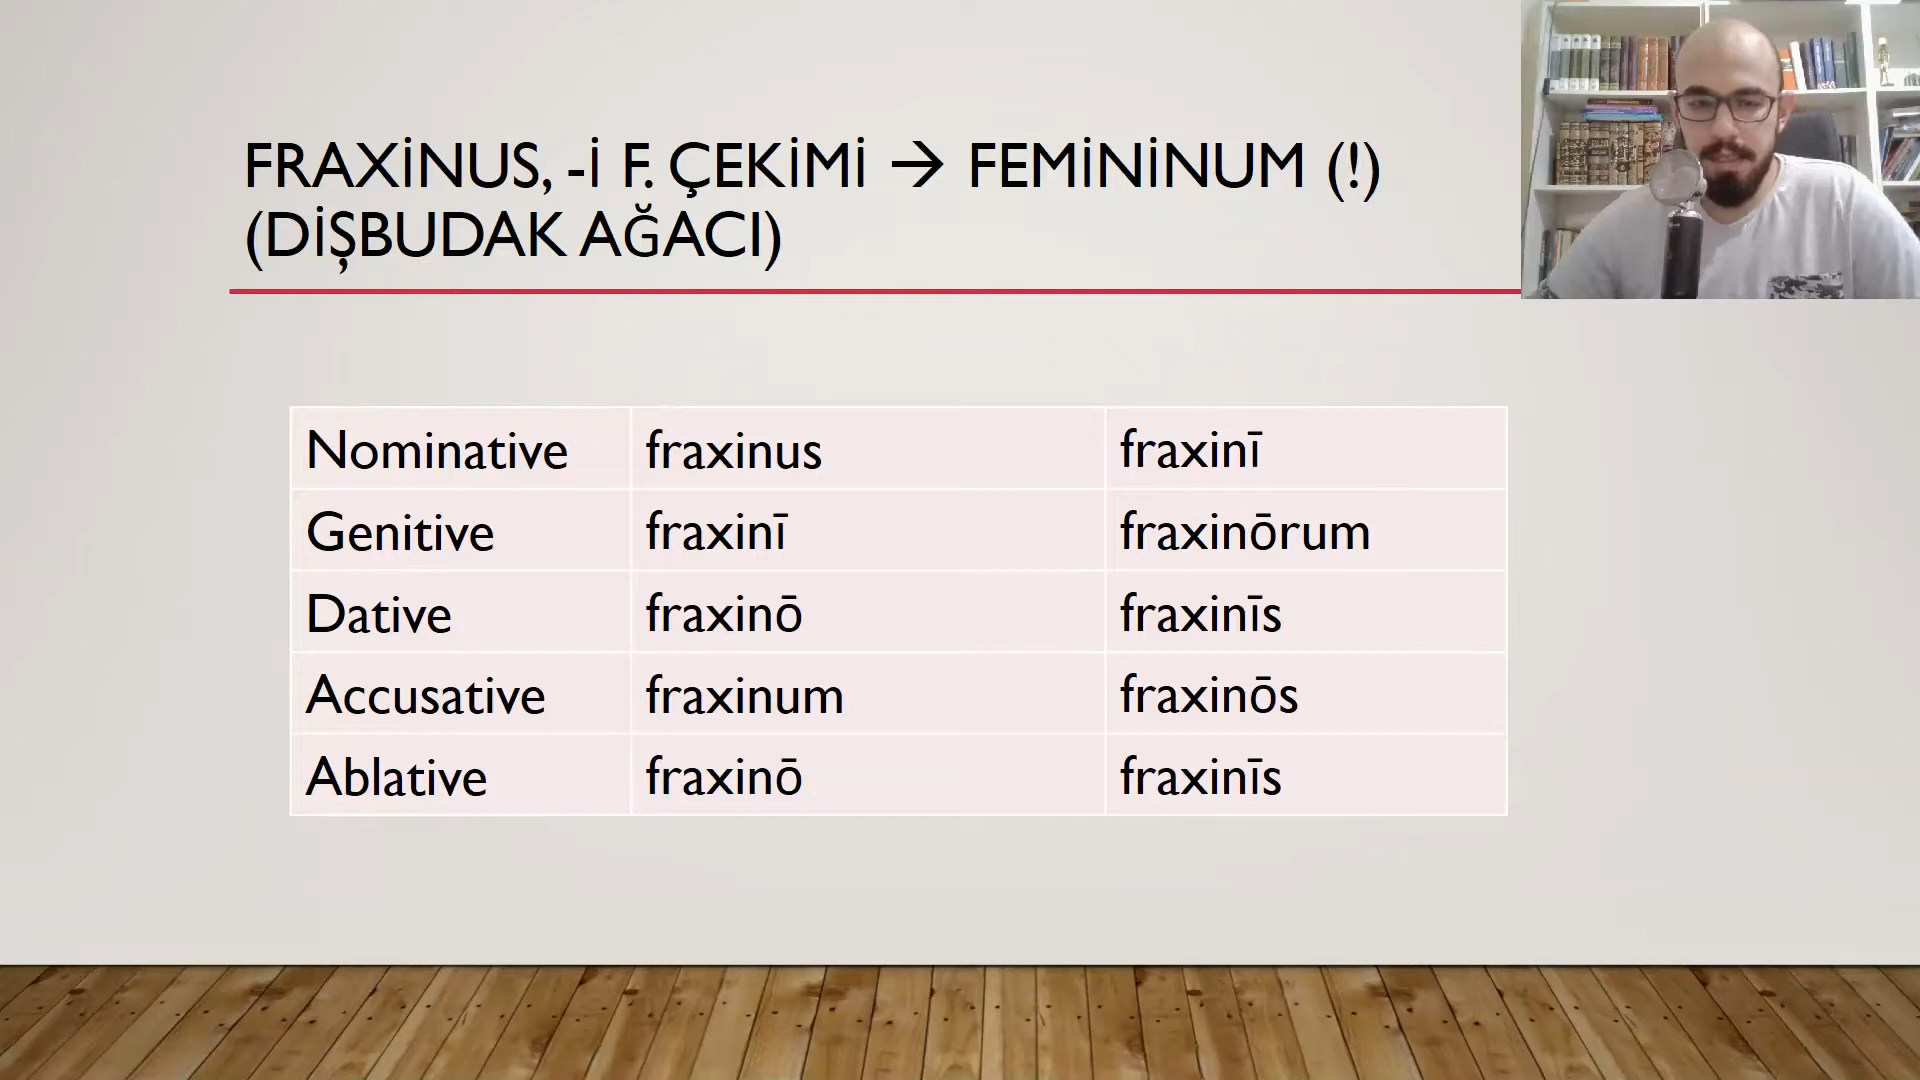 FRAXİNUS, -İ F. ÇEKİMİ → FEMİNİNUM (!)
(DİŞBUDAK AĞACI)
Nominative fraxinus fraxinī
Genitive fraxinī fraxinōrum
Dative fraxinō fraxinīs
Accusative fraxinum fraxinōs
Ablative fraxinō fraxinīs